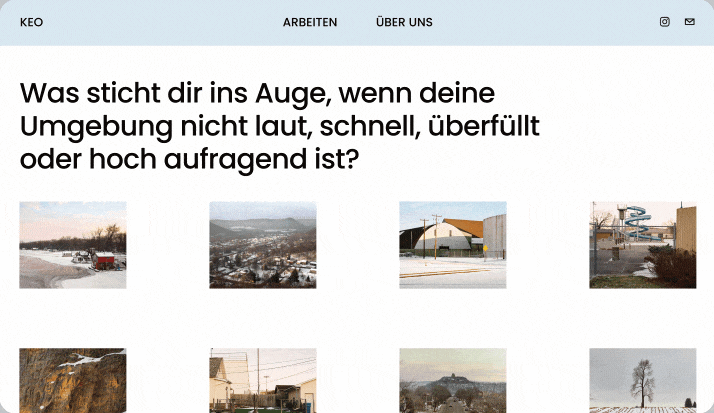 KEO
ARBEITEN
ÜBER UNS
Was sticht dir ins Auge, wenn deine
Umgebung nicht laut, schnell, überfüllt
oder hoch aufragend ist?